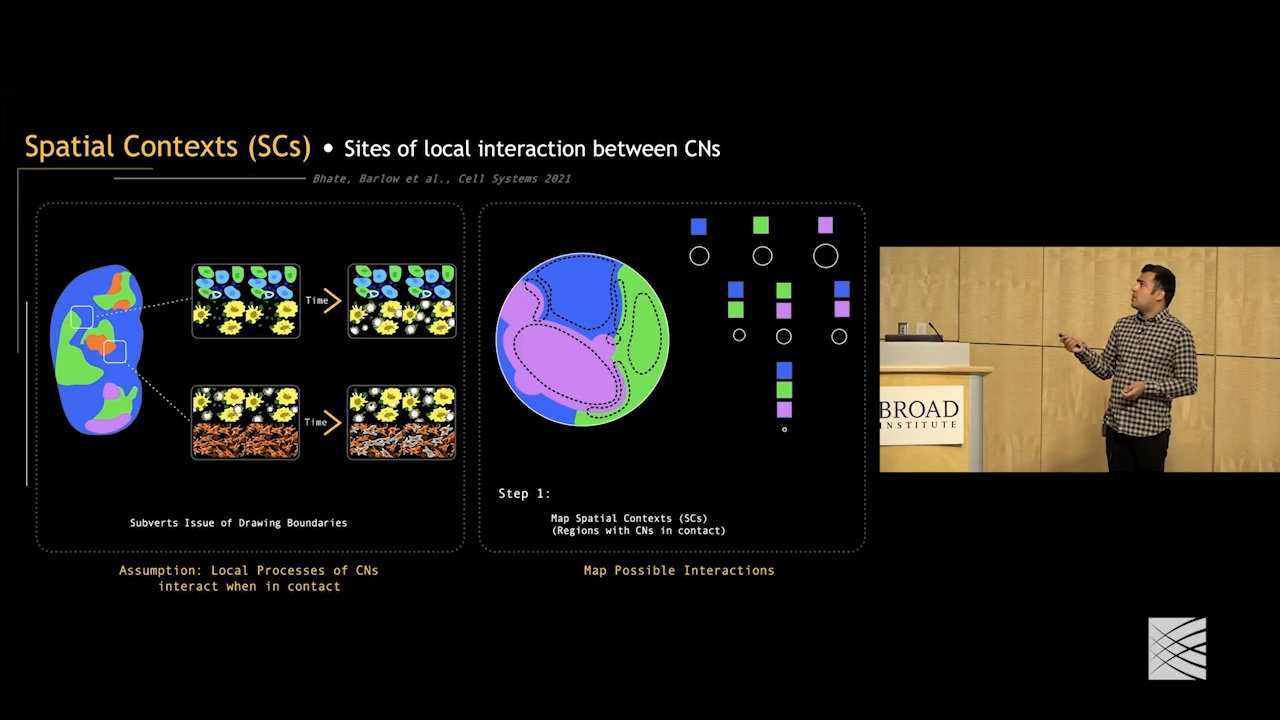 Spatial Contexts (SCs) • Sites of local interaction between CNs
Bhate, Barlow et al., Cell Systems 2021
Time
Time
Subverts Issue of Drawing Boundaries
Assumption: Local Processes of CNs
interact when in contact
Step 1:
Map Spatial Contexts (SCs)
(Regions with CNs in contact)
Map Possible Interactions
BROAD
INSTITUTE